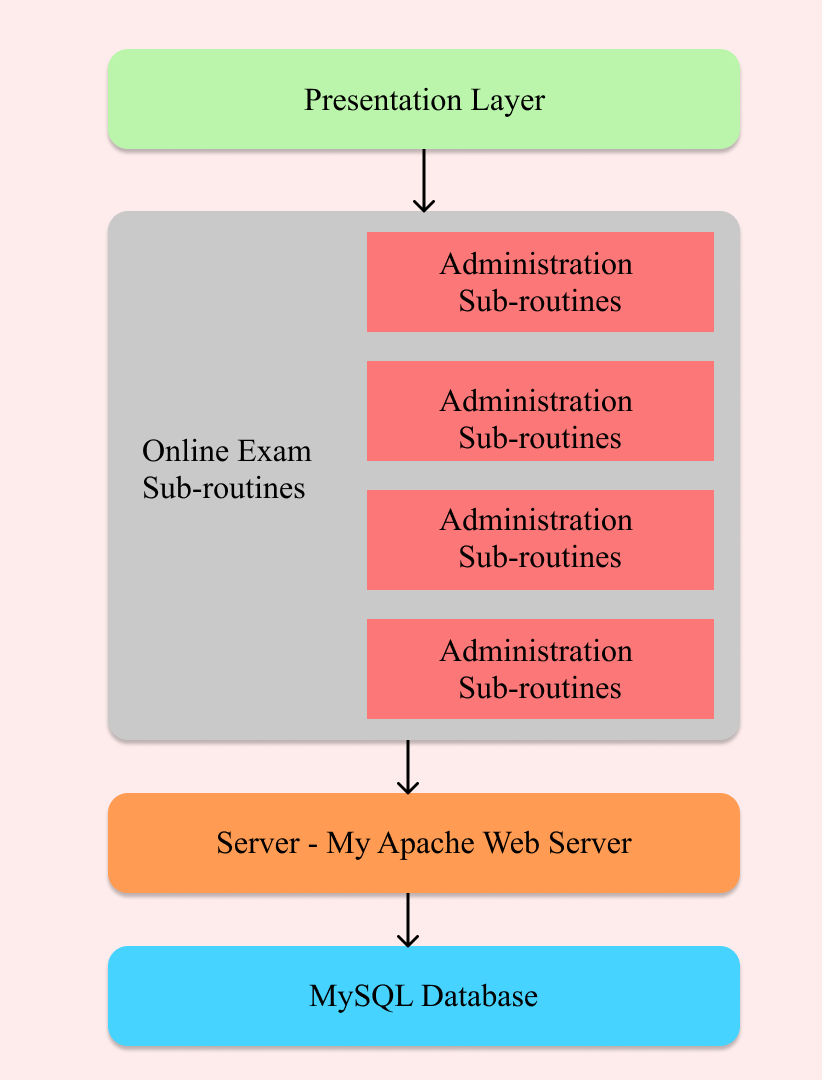 Presentation Layer
Administration
Sub-routines
Administration
Sub-routines
Online Exam
Sub-routines
Administration
Sub-routines
Administration
Sub-routines
Server - My Apache Web Server
MySQL Database